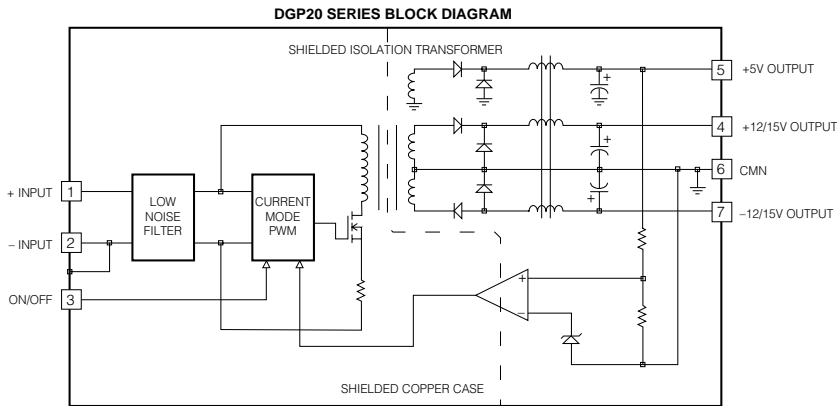 DGP20 SERIES BLOCK DIAGRAM
SHIELDED ISOLATION TRANSFORMER
5 +5V OUTPUT
+
4 +12/15V OUTPUT
+
6 CMN
+
7 –12/15V OUTPUT
+ INPUT 1
LOW
NOISE
FILTER
CURRENT
MODE
PWM
– INPUT 2
ON/OFF 3
+
–
SHIELDED COPPER CASE